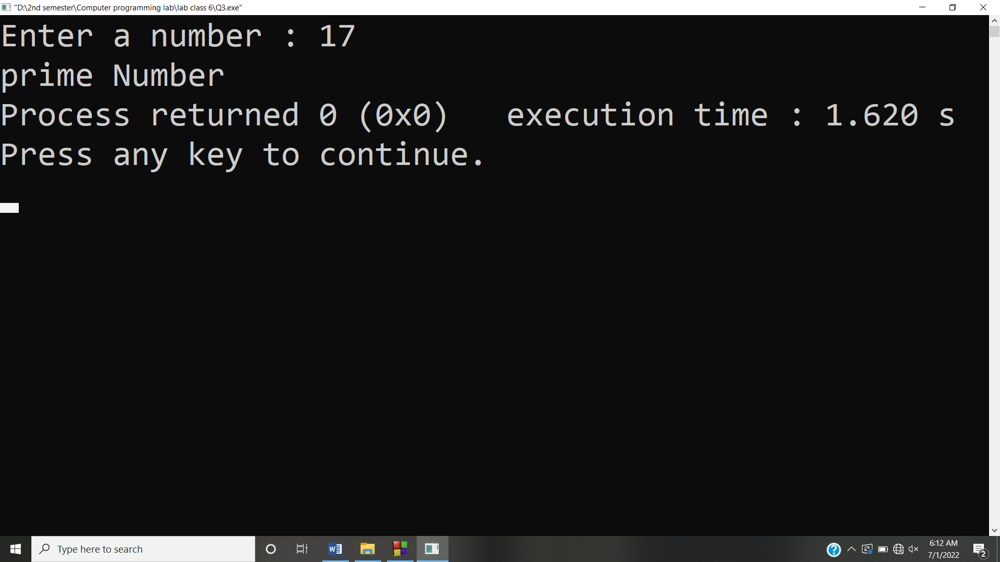 "D:\2nd semester\Computer programming lab\lab class 6\Q3.exe"
Enter a number : 17
prime Number
Process returned 0 (0x0)   execution time : 1.620 s
Press any key to continue.
Type here to search
W
?
6:12 AM
7/1/2022
2